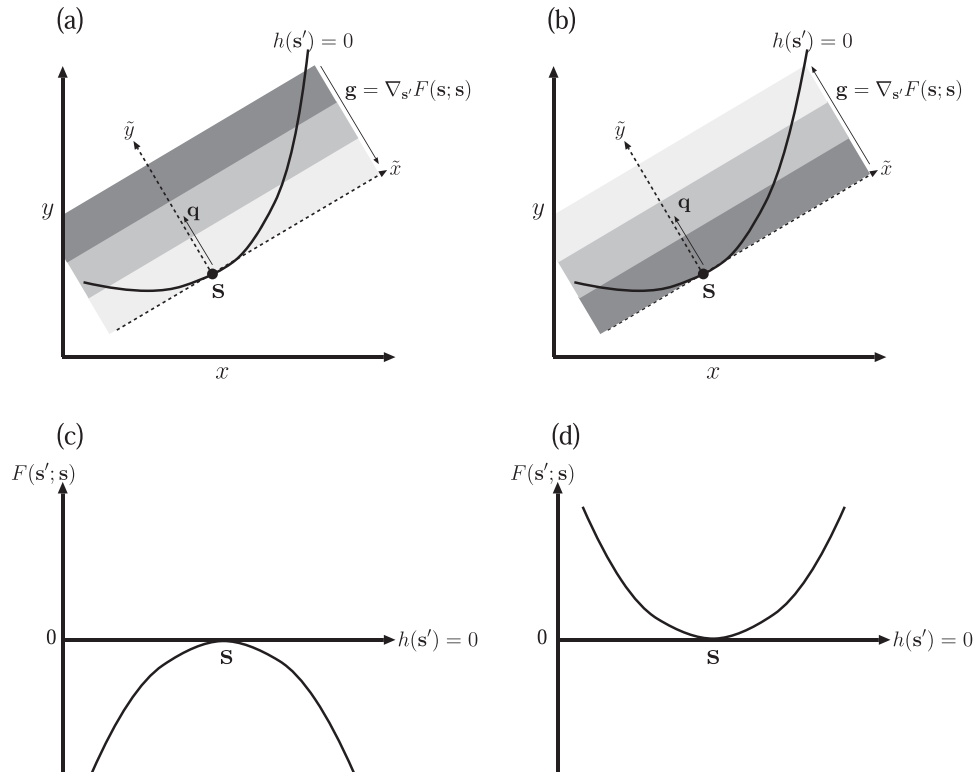 (a)
h(s′) = 0
g = ∇_{s′}F(s; s)
ỹ
x̃
y
q
s
x
(b)
h(s′) = 0
g = ∇_{s′}F(s; s)
ỹ
x̃
y
q
s
x
(c)
F(s′; s)
0
h(s′) = 0
s
(d)
F(s′; s)
0
h(s′) = 0
s